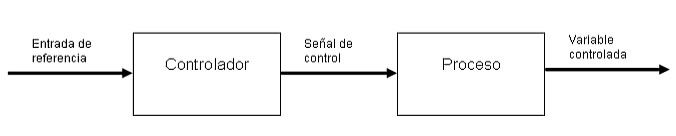 Entrada de
referencia
Controlador
Señal de
control
Proceso
Variable
controlada